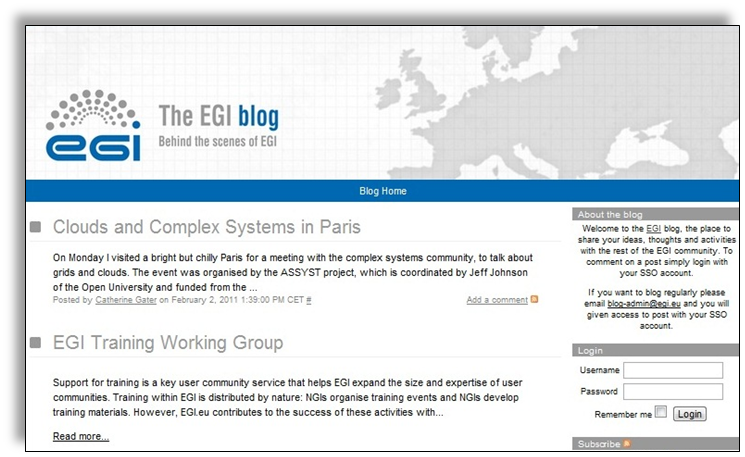 egi
The EGI blog
Behind the scenes of EGI
Blog Home
Clouds and Complex Systems in Paris
On Monday I visited a bright but chilly Paris for a meeting with the complex systems community, to talk about
grids and clouds. The event was organised by the ASSYST project, which is coordinated by Jeff Johnson
of the Open University and funded from the ...
Posted by Catherine Gater on February 2, 2011 1:39:00 PM CET #
Add a comment
EGI Training Working Group
Support for training is a key user community service that helps EGI expand the size and expertise of user
communities. Training within EGI is distributed by nature: NGIs organise training events and NGIs develop
training materials. However, EGI.eu contributes to the success of these activities with...
Read more...
About the blog
Welcome to the EGI blog, the place to
share your ideas, thoughts and activities
with the rest of the EGI community. To
comment on a post simply login with
your SSO account.
If you want to blog regularly please
email blog-admin@egi.eu and you will
given access to post with your SSO
account.
Login
Username
Password
Remember me
Login
Subscribe